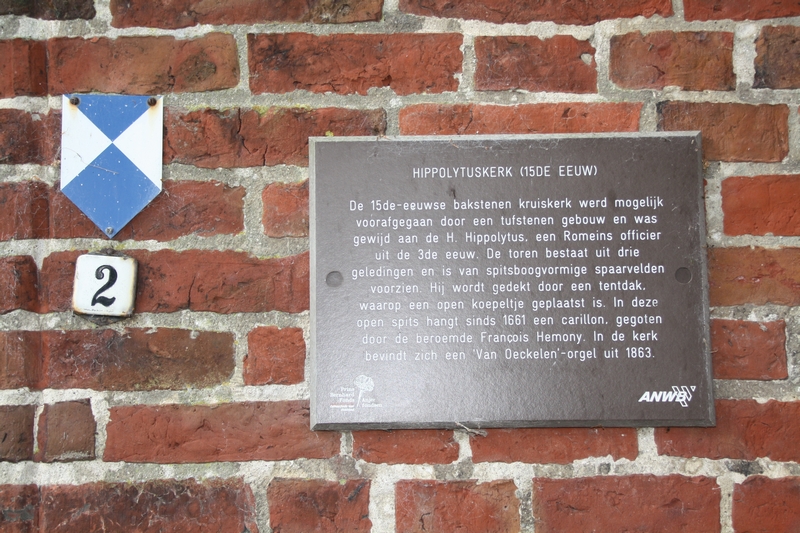 2
HIPPOLYTUSKERK (15DE EEUW)
De 15de-eeuwse bakstenen kruiskerk werd mogelijk
voorafgegaan door een tufstenen gebouw en was
gewijd aan de H. Hippolytus, een Romeins officier
uit de 3de eeuw. De toren bestaat uit drie
geledingen en is van spitsboogvormige spaarvelden
voorzien. Hij wordt gedekt door een tentdak,
waarop een open koepeltje geplaatst is. In deze
open spits hangt sinds 1661 een carillon, gegoten
door de beroemde François Hemony. In de kerk
bevindt zich een 'Van Oeckelen'-orgel uit 1863.
Prins
Bernhard
Fonds
ANWB